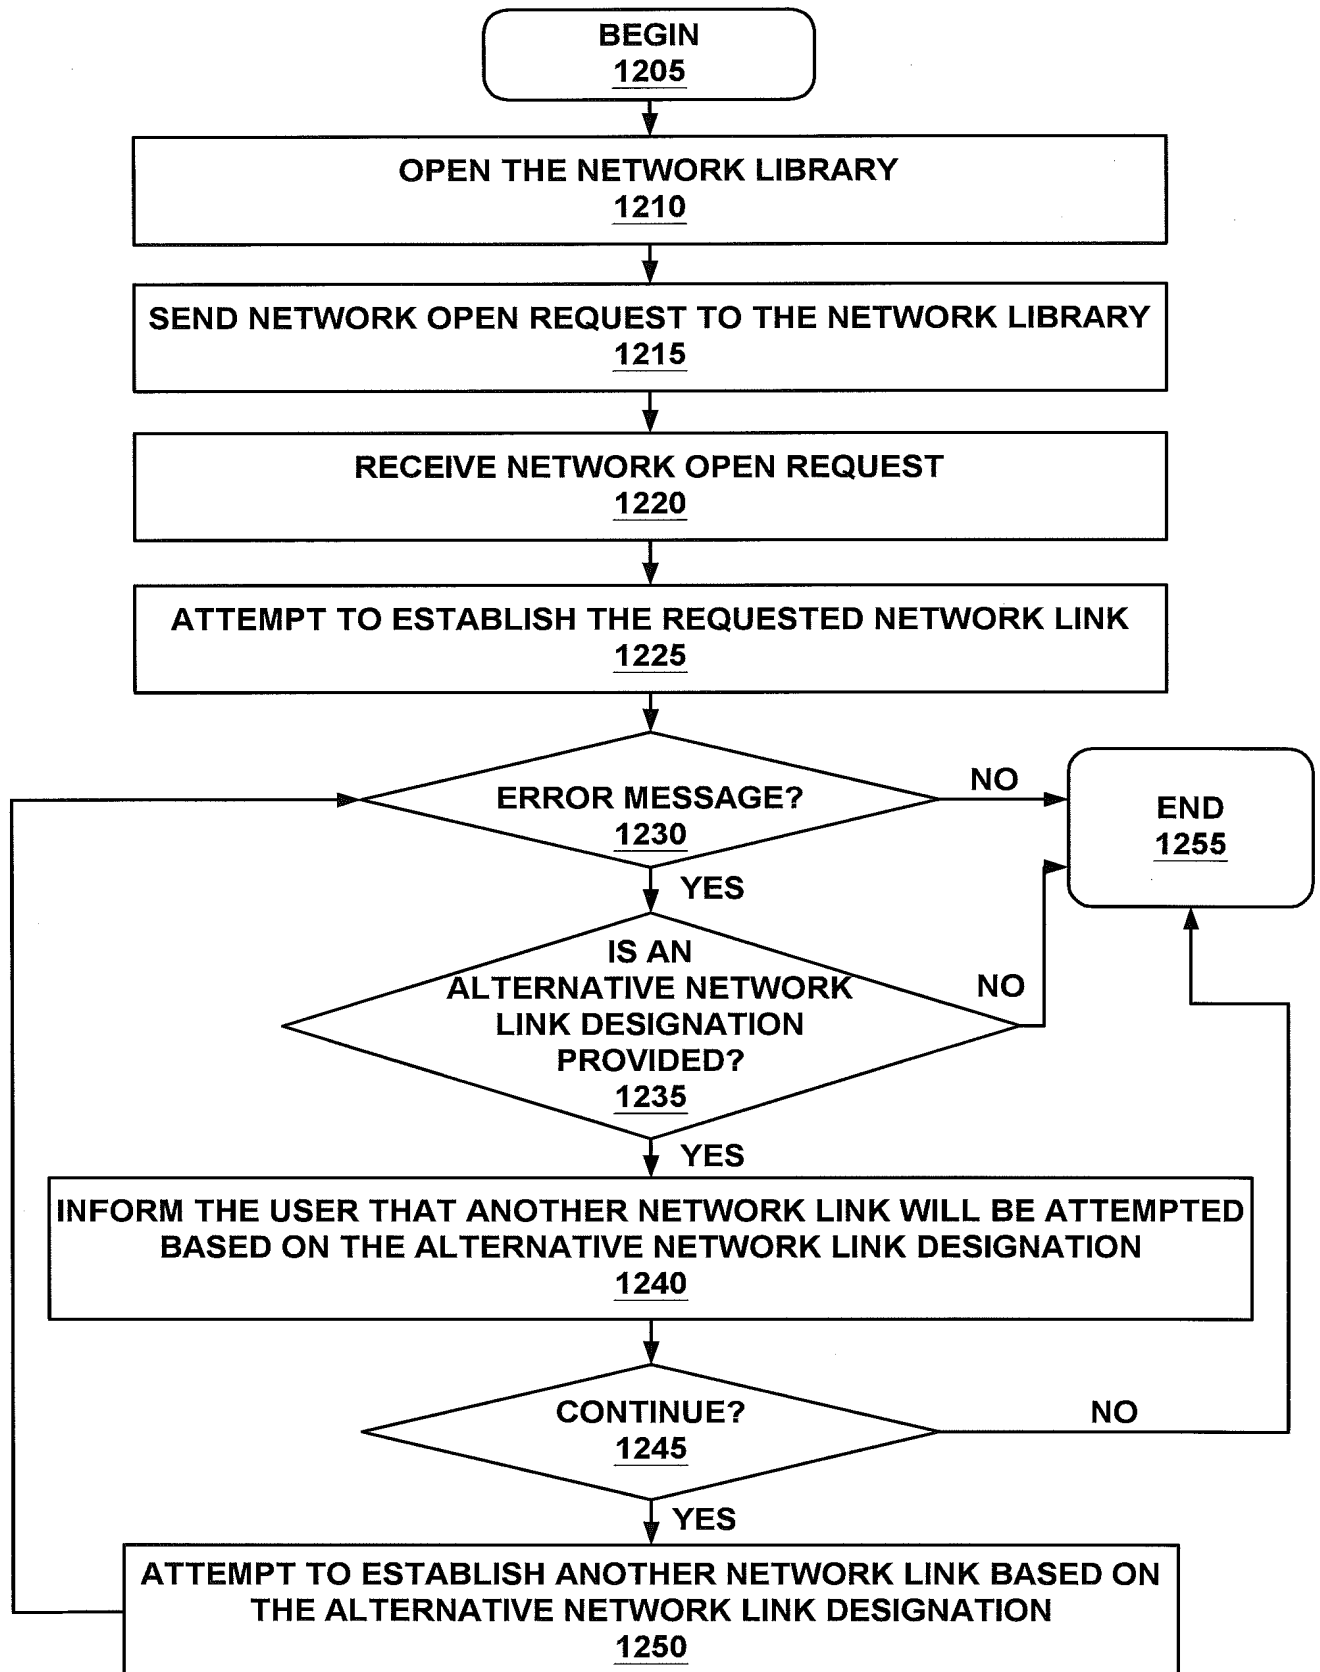 BEGIN
1205
OPEN THE NETWORK LIBRARY
1210
SEND NETWORK OPEN REQUEST TO THE NETWORK LIBRARY
1215
RECEIVE NETWORK OPEN REQUEST
1220
ATTEMPT TO ESTABLISH THE REQUESTED NETWORK LINK
1225
ERROR MESSAGE?
1230
NO
END
1255
YES
IS AN
ALTERNATIVE NETWORK
LINK DESIGNATION
PROVIDED?
1235
NO
YES
INFORM THE USER THAT ANOTHER NETWORK LINK WILL BE ATTEMPTED
BASED ON THE ALTERNATIVE NETWORK LINK DESIGNATION
1240
CONTINUE?
1245
NO
YES
ATTEMPT TO ESTABLISH ANOTHER NETWORK LINK BASED ON
THE ALTERNATIVE NETWORK LINK DESIGNATION
1250